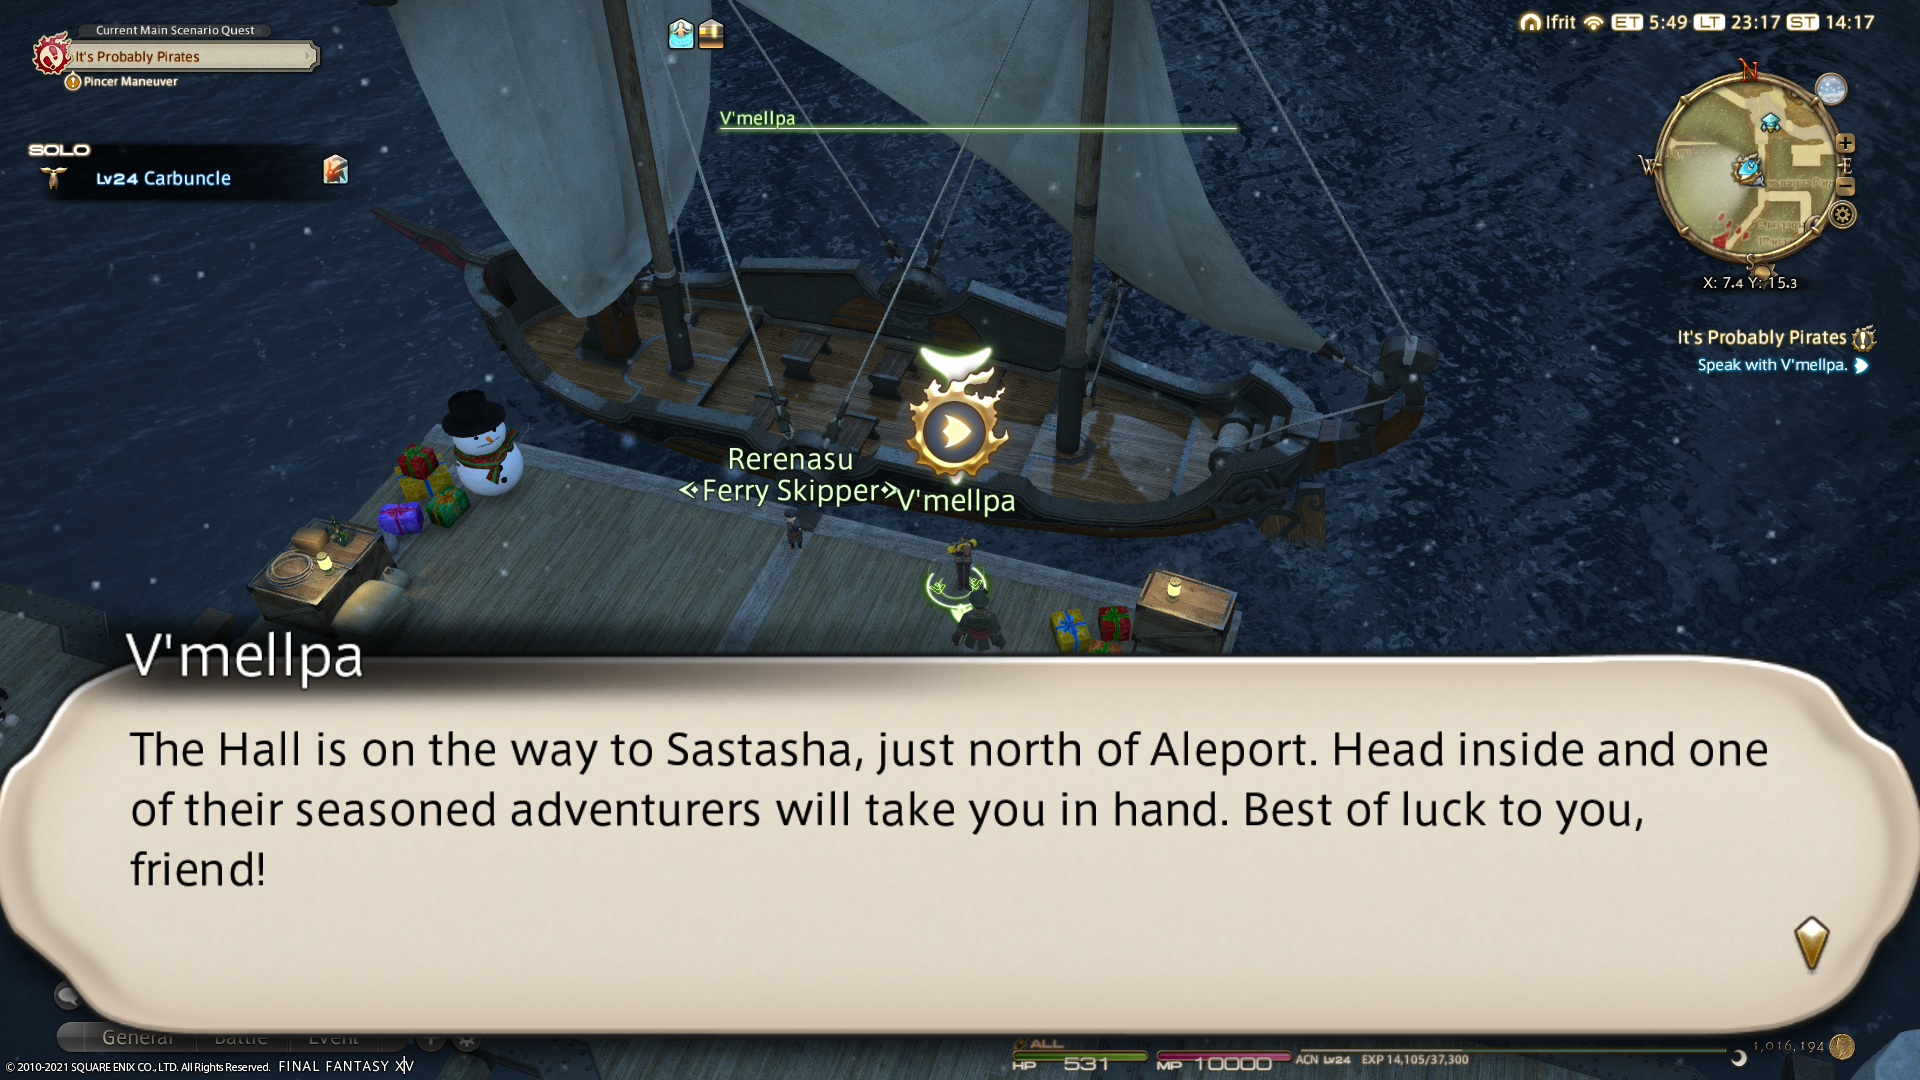 Current Main Scenario Quest
It's Probably Pirates
Pincer Maneuver
SOLO
Lv24 Carbuncle
V'mellpa
Ifrit ET 5:49 LT 23:17 ST 14:17
N
W
E
S
X: 7.4 Y: 15.3
It's Probably Pirates
Speak with V'mellpa.
Rerenasu
«Ferry Skipper»
V'mellpa
V'mellpa
The Hall is on the way to Sastasha, just north of Aleport. Head inside and one
of their seasoned adventurers will take you in hand. Best of luck to you,
friend!
General Battle Event
ALL
HP 531 MP 10000 ACN Lv24 EXP 14,105/37,300
1,016,194
© 2010-2021 SQUARE ENIX CO., LTD. All Rights Reserved. FINAL FANTASY XIV